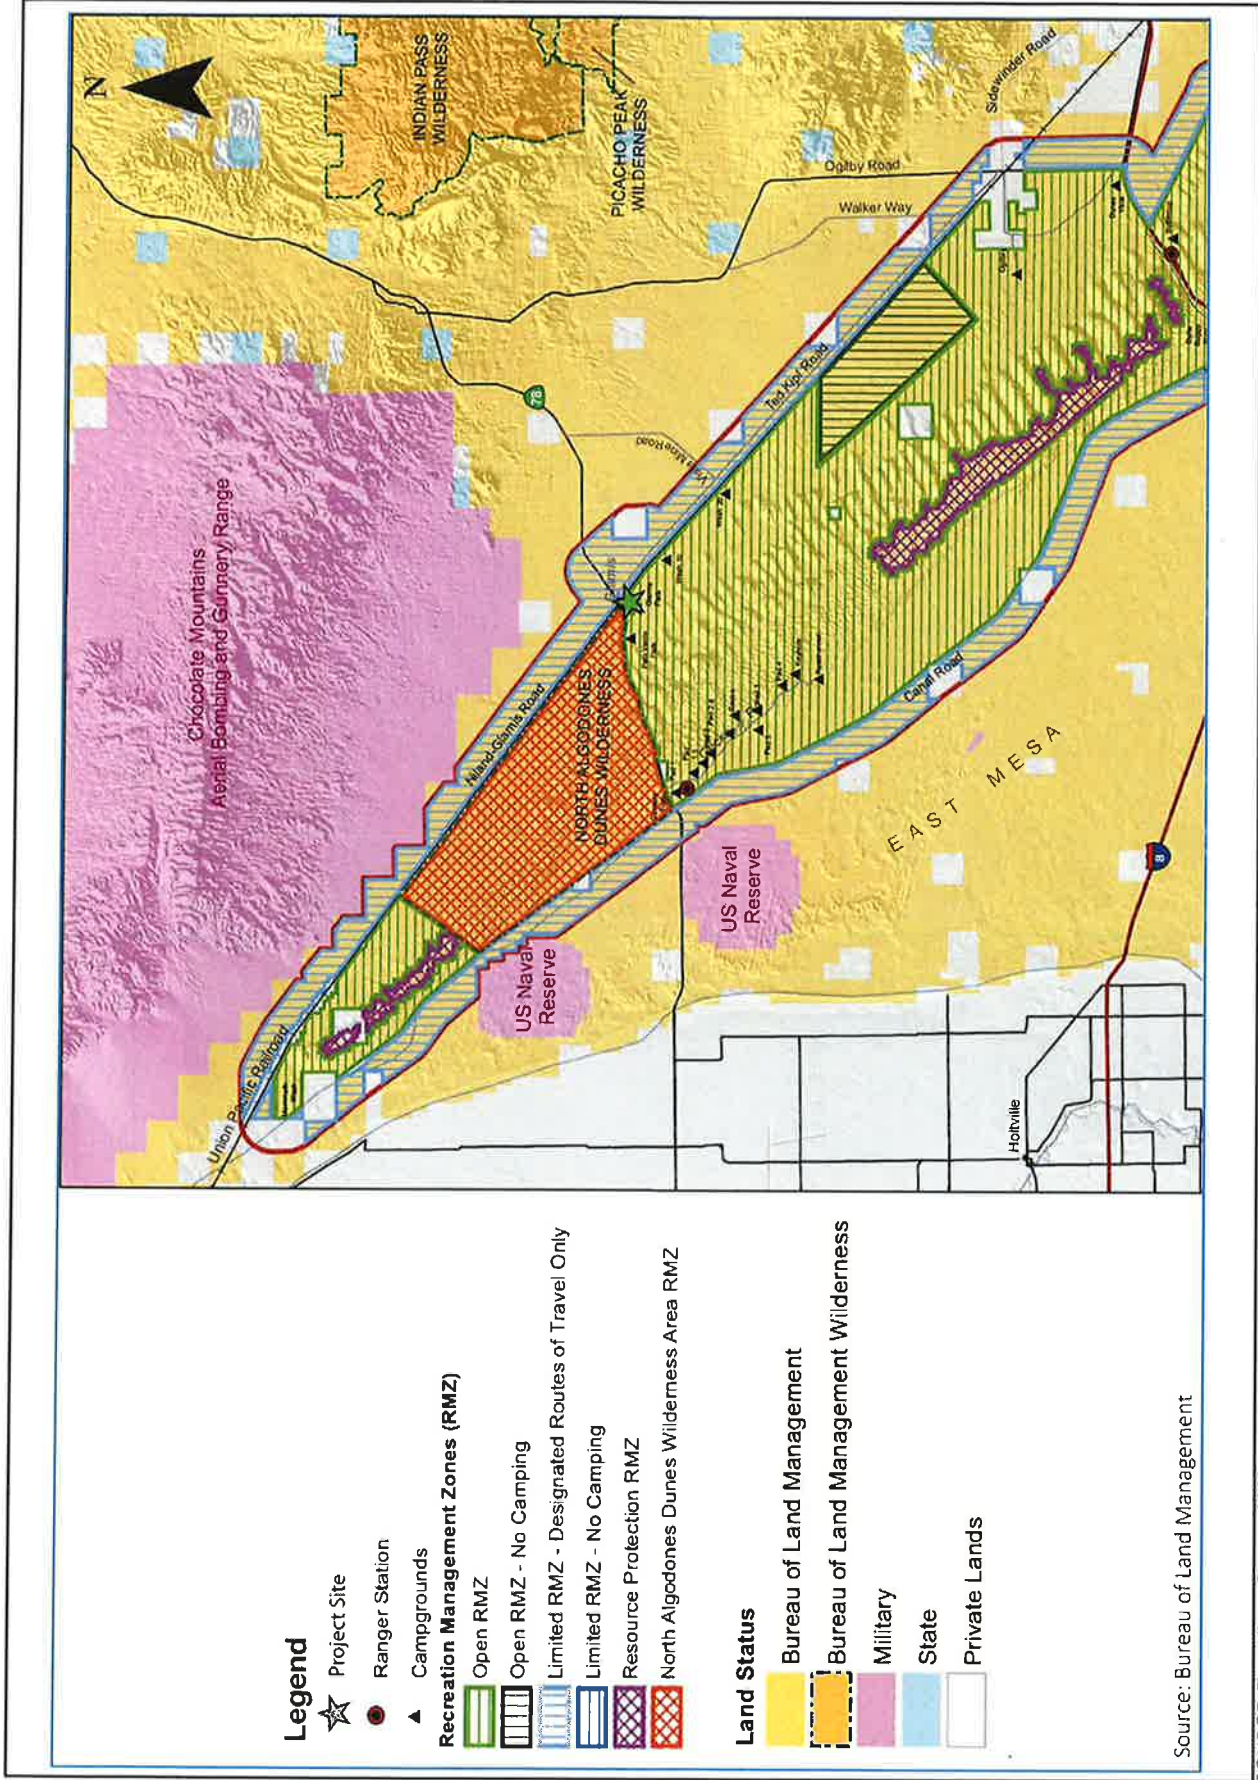 Legend
Project Site
Ranger Station
Campgrounds
Recreation Management Zones (RMZ)
Open RMZ
Open RMZ - No Camping
Limited RMZ - Designated Routes of Travel Only
Limited RMZ - No Camping
Resource Protection RMZ
North Algodones Dunes Wilderness Area RMZ
Land Status
Bureau of Land Management
Bureau of Land Management Wilderness
Military
State
Private Lands
Source: Bureau of Land Management
N
Chocolate Mountains
Aerial Bombing and Gunnery Range
INDIAN PASS
WILDERNESS
PICACHO PEAK
WILDERNESS
Sidewinder Road
Ogilby Road
Walker Way
Ted Kipf Road
78
Niland-Glamis Road
NORTH ALGODONES
DUNES WILDERNESS
Union Pacific Railroad
US Naval
Reserve
US Naval
Reserve
Canal Road
EAST MESA
8
Holtville